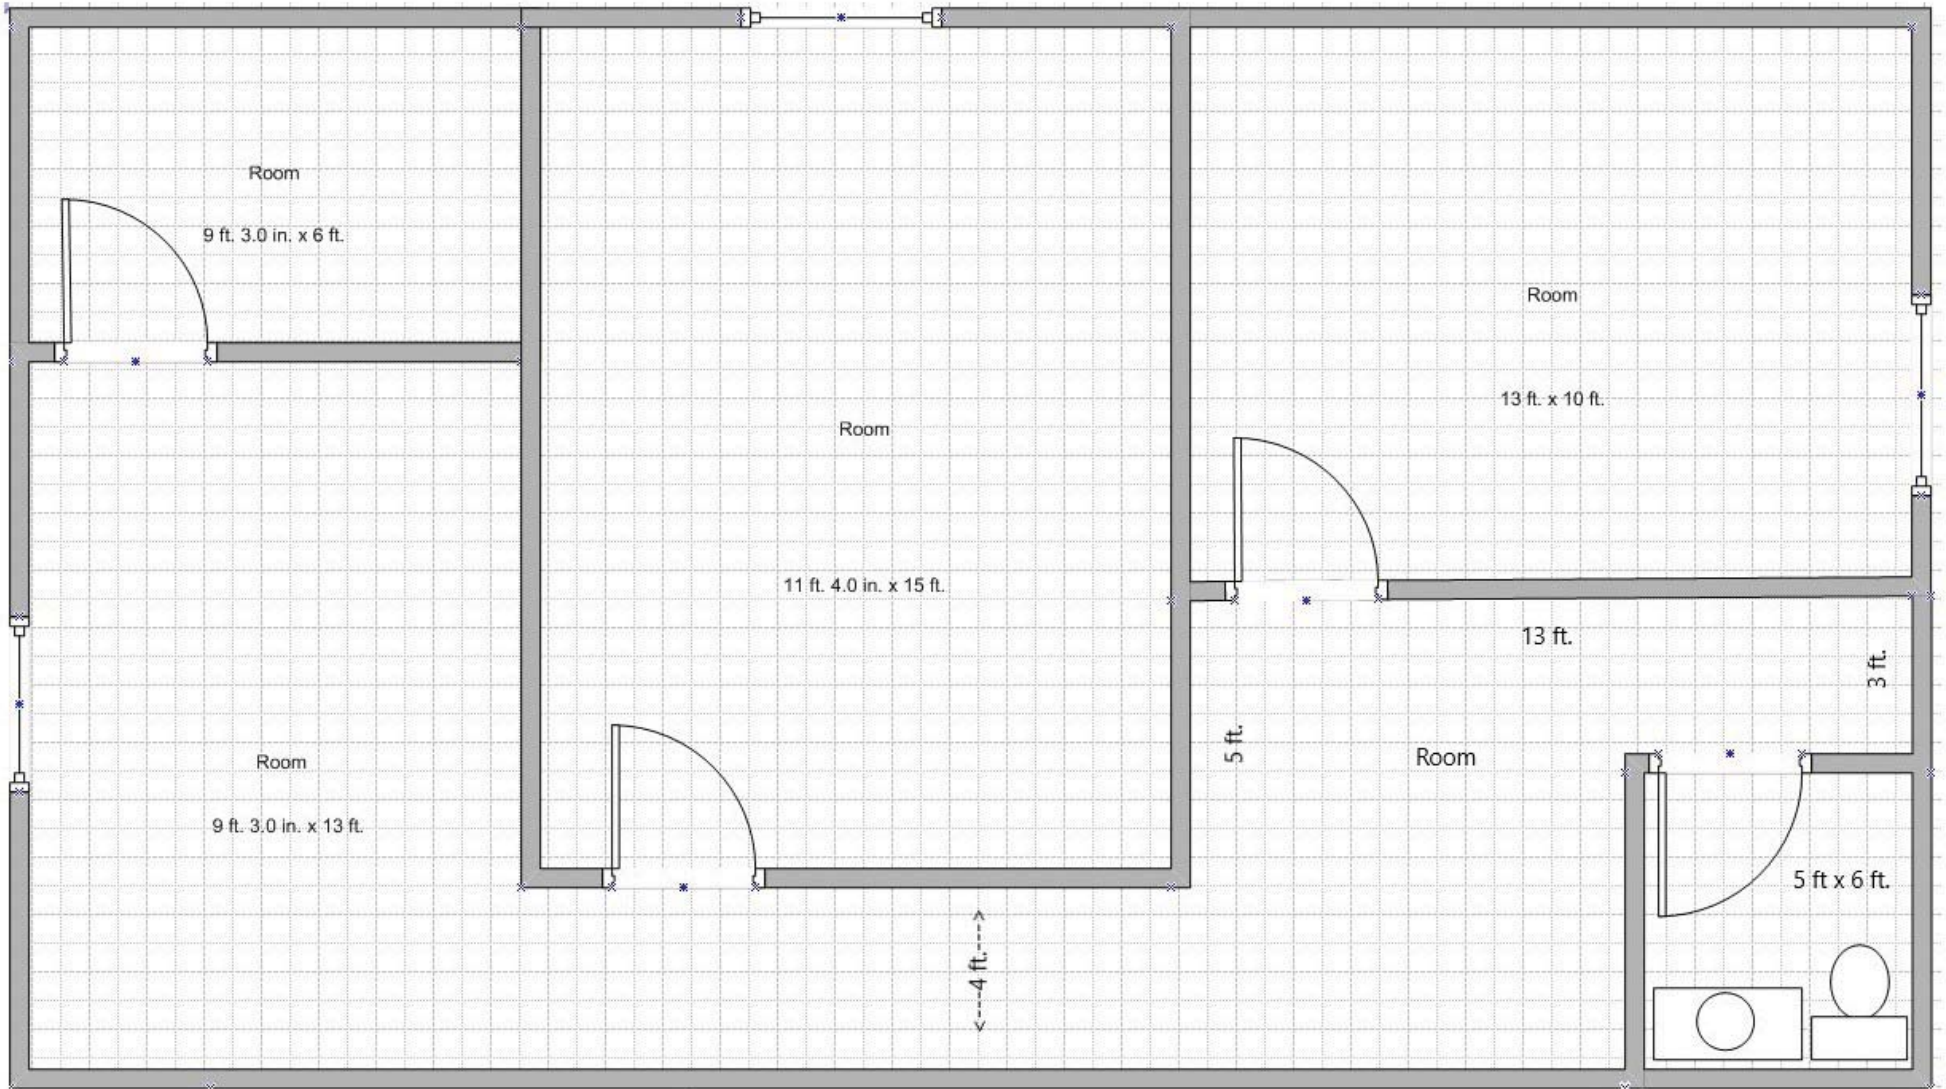 Room
9 ft. 3.0 in. x 6 ft.
Room
13 ft. x 10 ft.
Room
11 ft. 4.0 in. x 15 ft.
13 ft.
3 ft.
5 ft.
Room
Room
9 ft. 3.0 in. x 13 ft.
5 ft x 6 ft.
4 ft.